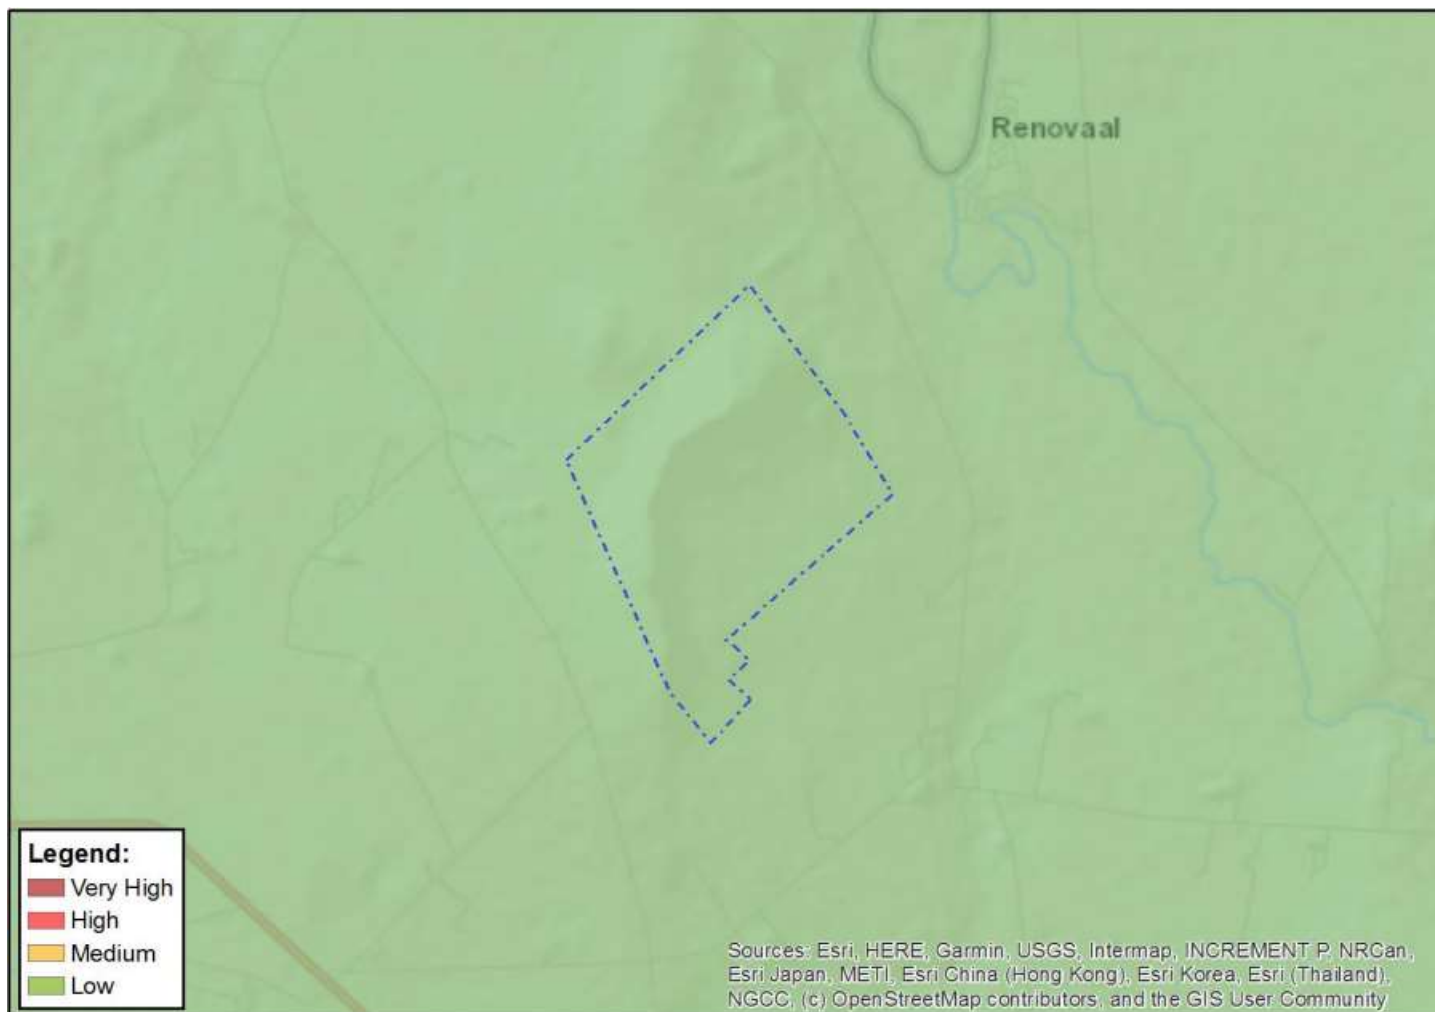 Renovaal
Legend:
Very High
High
Medium
Low
Sources: Esri, HERE, Garmin, USGS, Intermap, INCREMENT P, NRCan,
Esri Japan, METI, Esri China (Hong Kong), Esri Korea, Esri (Thailand),
NGCC, (c) OpenStreetMap contributors, and the GIS User Community